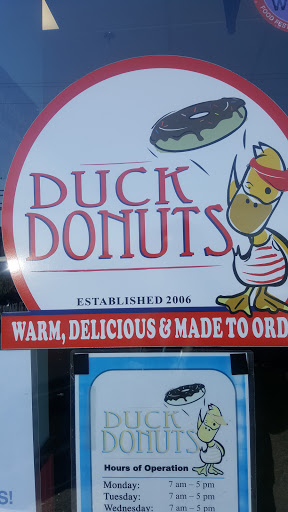 DUCK
DONUTS
ESTABLISHED 2006
WARM, DELICIOUS & MADE TO ORD
DUCK
DONUTS
Hours of Operation
Monday: 7 am – 5 pm
Tuesday: 7 am – 5 pm
Wednesday: 7 am – 5 pm
S!